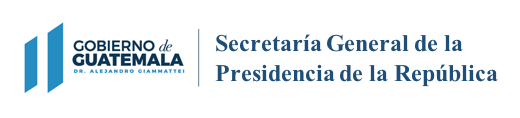 GOBIERNO de
GUATEMALA
DR. ALEJANDRO GIAMMATTEI
Secretaría General de la
Presidencia de la República